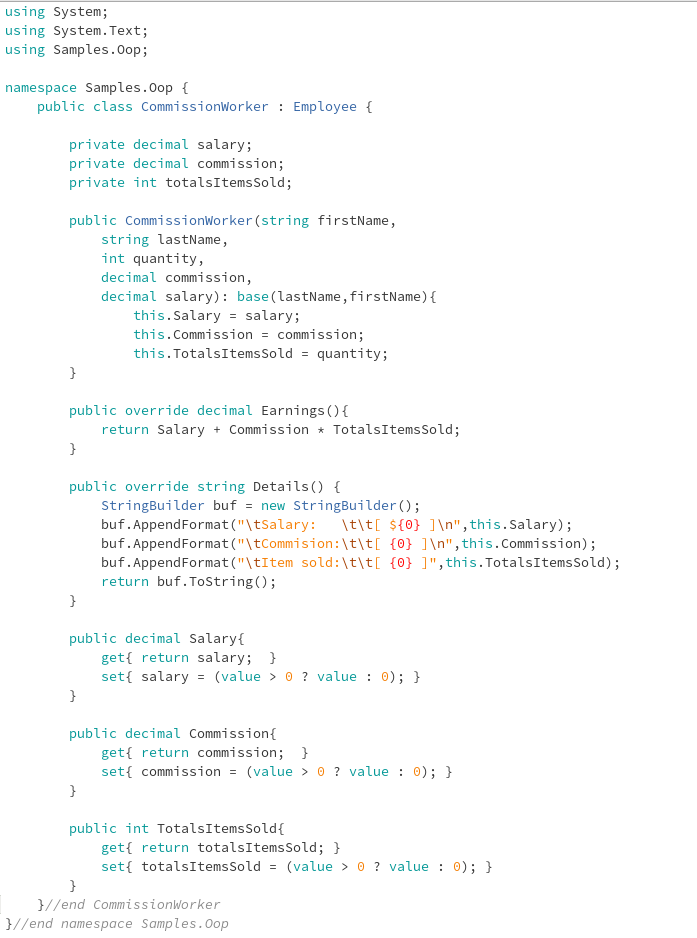 using System;
using System.Text;
using Samples.Oop;

namespace Samples.Oop {
    public class CommissionWorker : Employee {

        private decimal salary;
        private decimal commission;
        private int totalsItemsSold;

        public CommissionWorker(string firstName,
            string lastName,
            int quantity,
            decimal commission,
            decimal salary): base(lastName,firstName){
                this.Salary = salary;
                this.Commission = commission;
                this.TotalsItemsSold = quantity;
        }

        public override decimal Earnings(){
            return Salary + Commission * TotalsItemsSold;
        }

        public override string Details() {
            StringBuilder buf = new StringBuilder();
            buf.AppendFormat("\tSalary:   \t\t[ ${0} ]\n",this.Salary);
            buf.AppendFormat("\tCommision:\t\t[ {0} ]\n",this.Commission);
            buf.AppendFormat("\tItem sold:\t\t[ {0} ]",this.TotalsItemsSold);
            return buf.ToString();
        }

        public decimal Salary{
            get{ return salary;  }
            set{ salary = (value > 0 ? value : 0); }
        }

        public decimal Commission{
            get{ return commission;  }
            set{ commission = (value > 0 ? value : 0); }
        }

        public int TotalsItemsSold{
            get{ return totalsItemsSold; }
            set{ totalsItemsSold = (value > 0 ? value : 0); }
        }
    }//end CommissionWorker
}//end namespace Samples.Oop